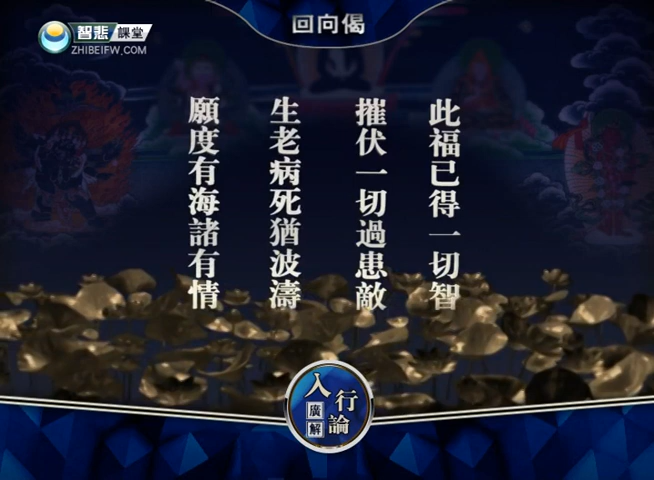 智悲課堂
ZHIBEIFW.COM
回向偈
此福已得一切智
摧伏一切過患敵
生老病死猶波濤
願度有海諸有情
入行論
廣解